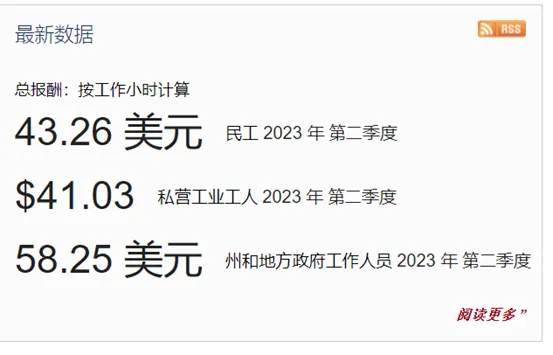 最新数据
RSS
总报酬：按工作小时计算
43.26 美元 民工 2023 年 第二季度
$41.03 私营工业工人 2023 年 第二季度
58.25 美元 州和地方政府工作人员 2023 年 第二季度
阅读更多 ”